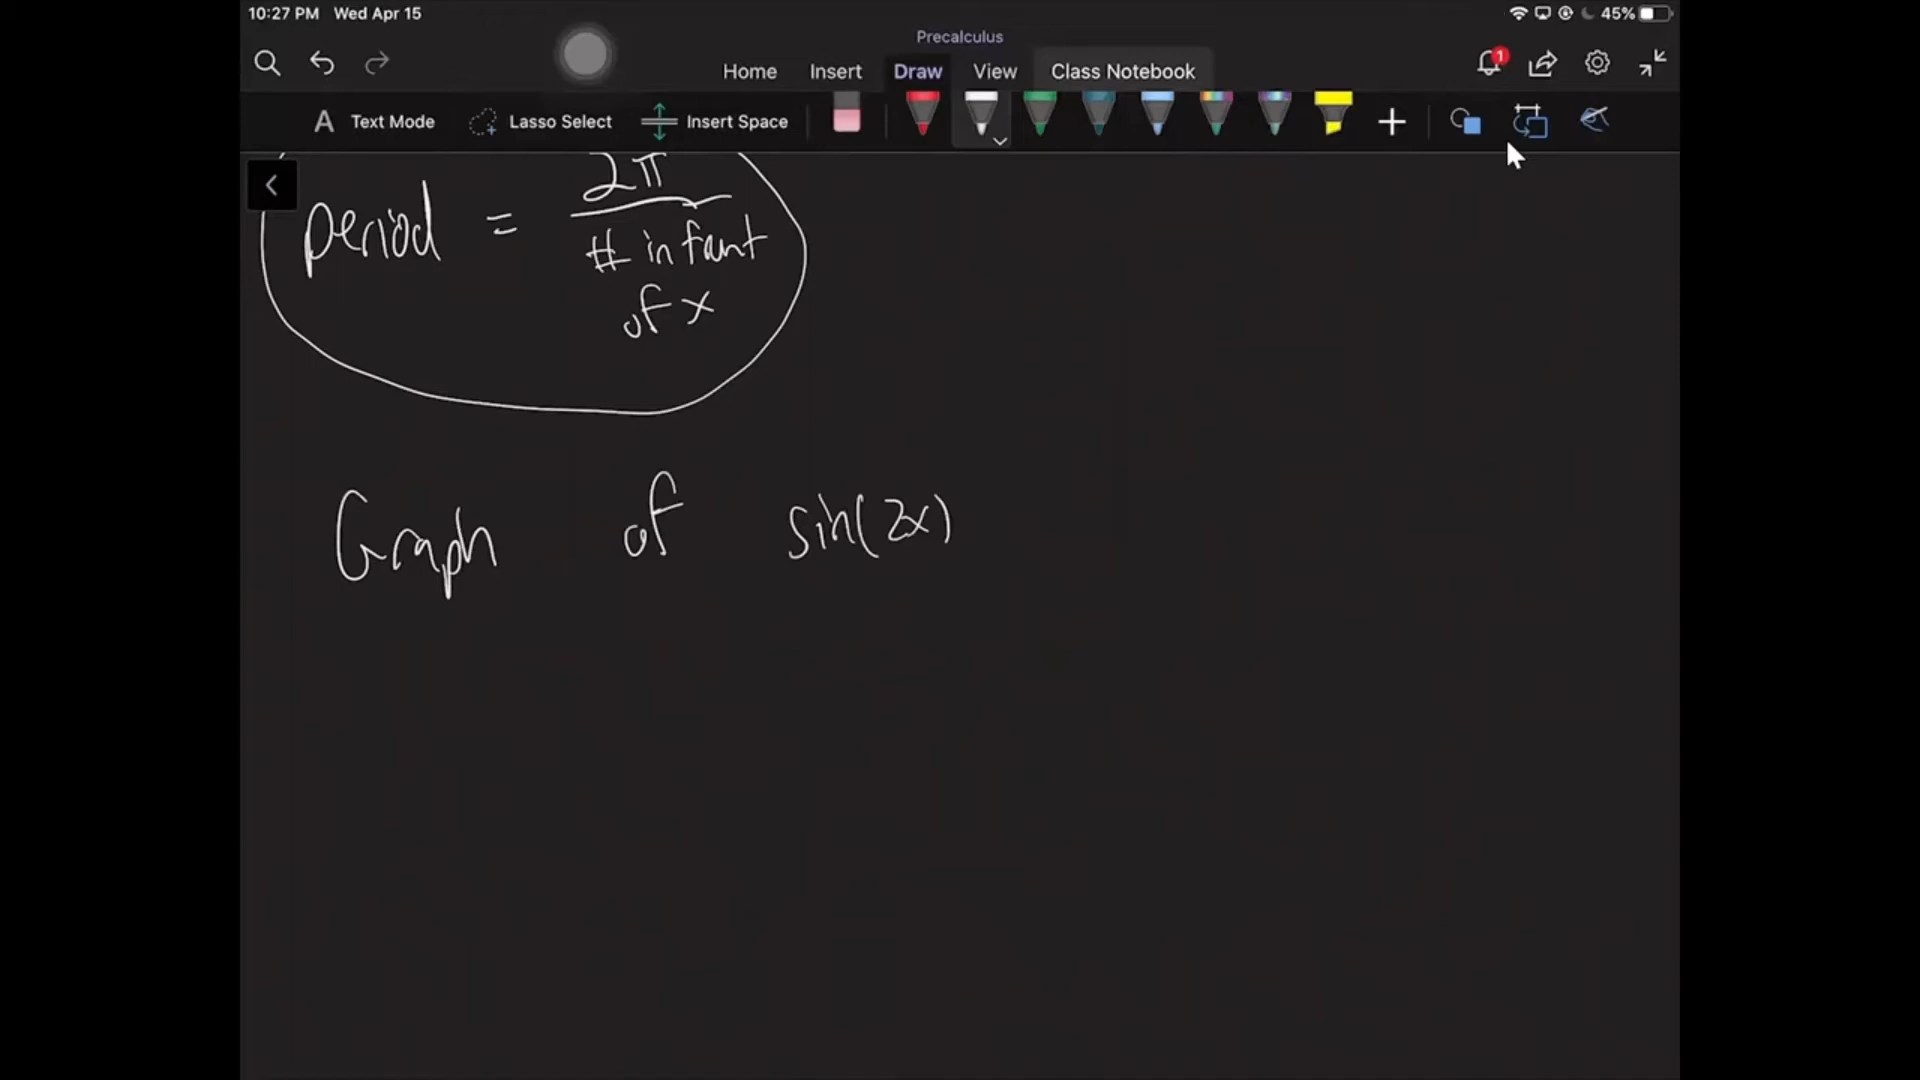 10:27 PM Wed Apr 15
45%
Precalculus
1
Home Insert Draw View Class Notebook
A Text Mode Lasso Select Insert Space
period = 2π
# in front
of x
Graph of sin(2x)